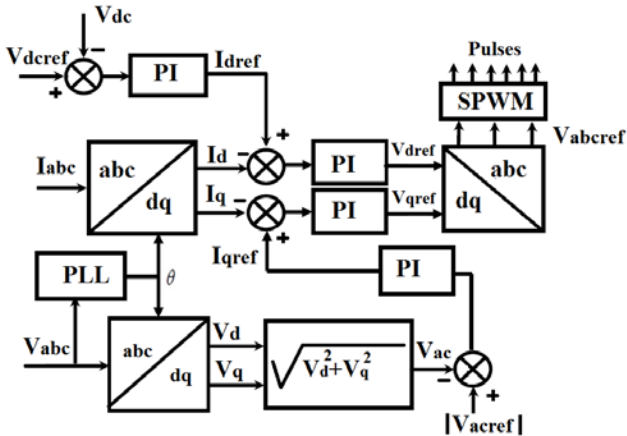 Vdc
Vdcref
−
+
PI
Idref
Pulses
SPWM
Vabcref
Iabc
abc
dq
Id
−
+
Iq
−
+
PI
Vdref
PI
Vqref
abc
dq
PLL
θ
Iqref
PI
Vabc
abc
dq
Vd
Vq
√Vd²+Vq²
Vac
−
+
|Vacref|